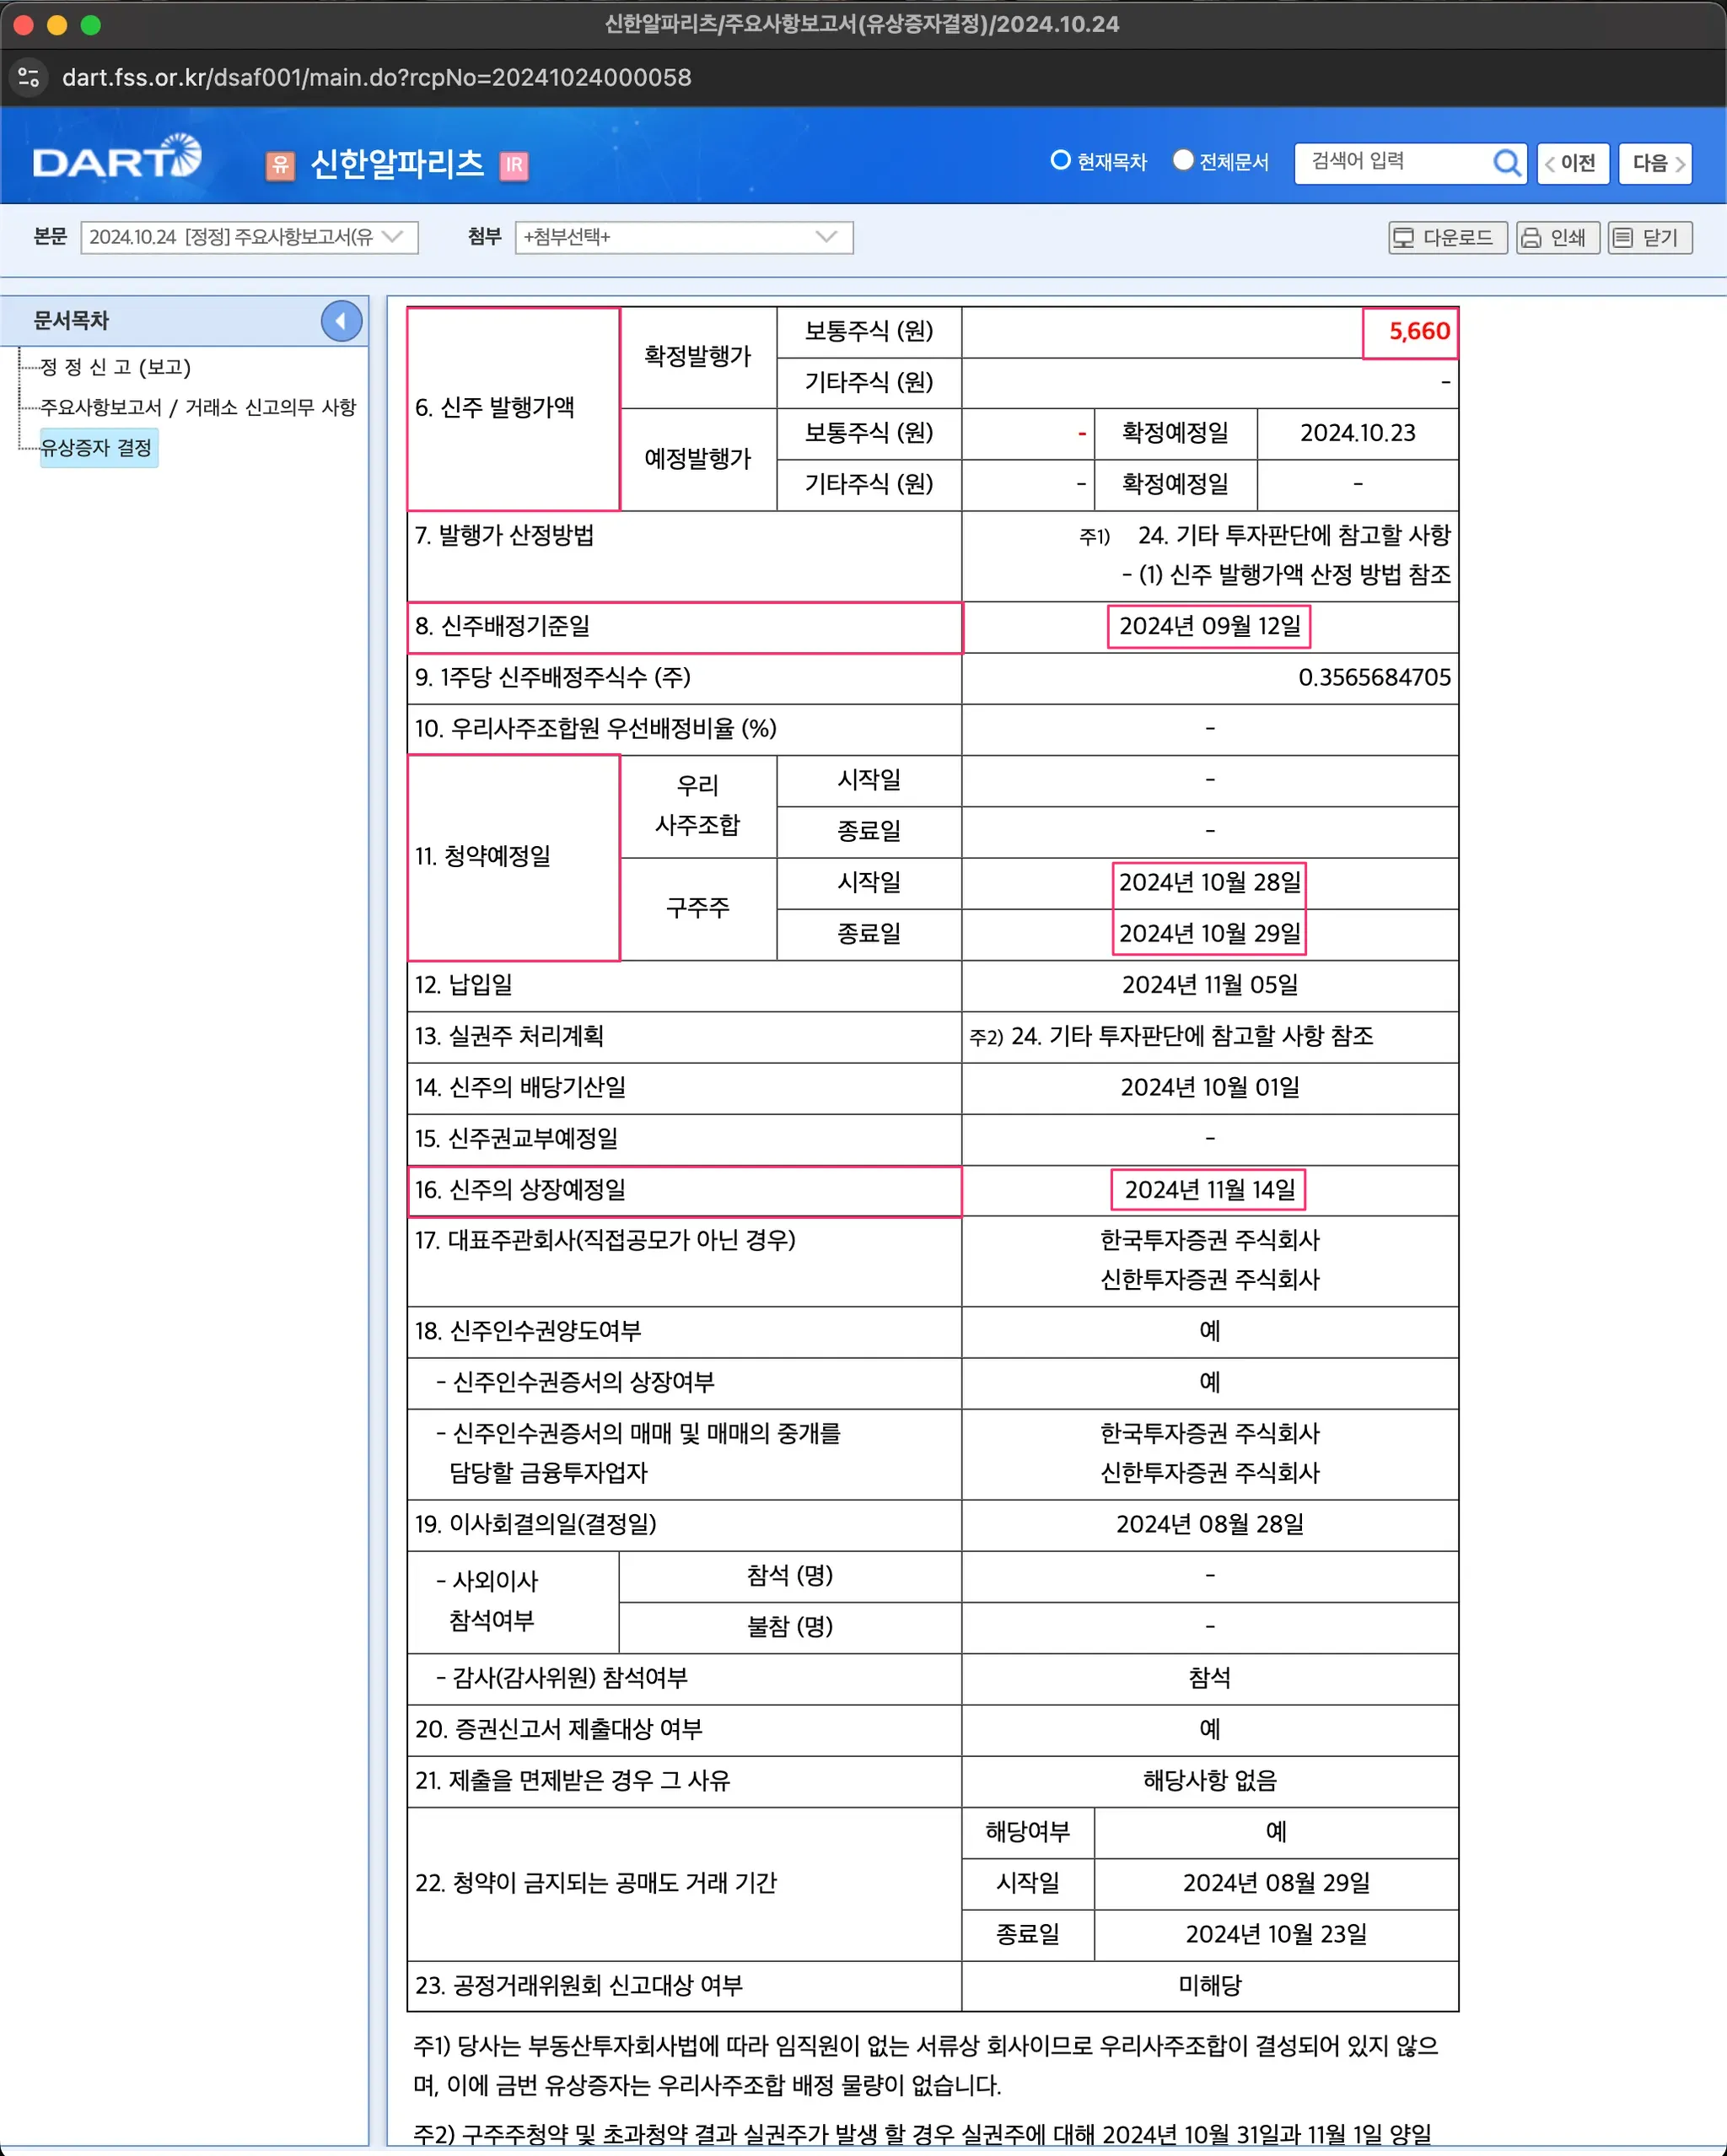 신한알파리츠/주요사항보고서(유상증자결정)/2024.10.24
dart.fss.or.kr/dsaf001/main.do?rcpNo=20241024000058
DART 유 신한알파리츠 IR 현재목차 전체문서 검색어 입력 이전 다음
본문 2024.10.24 [정정] 주요사항보고서(유 첨부 +첨부선택+ 다운로드 인쇄 닫기
문서목차
정 정 신 고 (보고)
주요사항보고서 / 거래소 신고의무 사항
유상증자 결정
6. 신주 발행가액 확정발행가 보통주식 (원) 5,660
기타주식 (원) -
예정발행가 보통주식 (원) - 확정예정일 2024.10.23
기타주식 (원) - 확정예정일 -
7. 발행가 산정방법 주1) 24. 기타 투자판단에 참고할 사항
- (1) 신주 발행가액 산정 방법 참조
8. 신주배정기준일 2024년 09월 12일
9. 1주당 신주배정주식수 (주) 0.3565684705
10. 우리사주조합원 우선배정비율 (%) -
11. 청약예정일 우리
사주조합 시작일 -
종료일 -
구주주 시작일 2024년 10월 28일
종료일 2024년 10월 29일
12. 납입일 2024년 11월 05일
13. 실권주 처리계획 주2) 24. 기타 투자판단에 참고할 사항 참조
14. 신주의 배당기산일 2024년 10월 01일
15. 신주권교부예정일 -
16. 신주의 상장예정일 2024년 11월 14일
17. 대표주관회사(직접공모가 아닌 경우) 한국투자증권 주식회사
신한투자증권 주식회사
18. 신주인수권양도여부 예
- 신주인수권증서의 상장여부 예
- 신주인수권증서의 매매 및 매매의 중개를 한국투자증권 주식회사
담당할 금융투자업자 신한투자증권 주식회사
19. 이사회결의일(결정일) 2024년 08월 28일
- 사외이사
참석여부 참석 (명) -
불참 (명) -
- 감사(감사위원) 참석여부 참석
20. 증권신고서 제출대상 여부 예
21. 제출을 면제받은 경우 그 사유 해당사항 없음
22. 청약이 금지되는 공매도 거래 기간 해당여부 예
시작일 2024년 08월 29일
종료일 2024년 10월 23일
23. 공정거래위원회 신고대상 여부 미해당
주1) 당사는 부동산투자회사법에 따라 임직원이 없는 서류상 회사이므로 우리사주조합이 결성되어 있지 않으
며, 이에 금번 유상증자는 우리사주조합 배정 물량이 없습니다.
주2) 구주주청약 및 초과청약 결과 실권주가 발생 할 경우 실권주에 대해 2024년 10월 31일과 11월 1일 양일